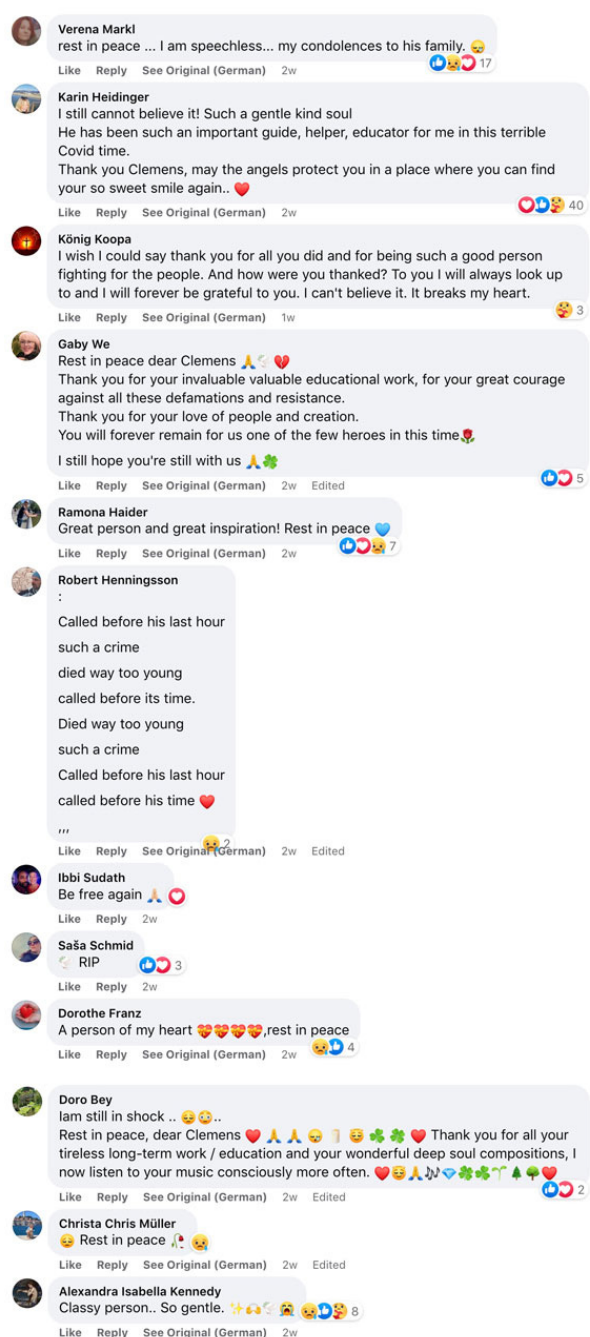 Verena Markl
rest in peace ... I am speechless... my condolences to his family. 😪
Like Reply See Original (German) 2w
17
Karin Heidinger
I still cannot believe it! Such a gentle kind soul
He has been such an important guide, helper, educator for me in this terrible
Covid time.
Thank you Clemens, may the angels protect you in a place where you can find
your so sweet smile again.. ❤️
Like Reply See Original (German) 2w
40
König Koopa
I wish I could say thank you for all you did and for being such a good person
fighting for the people. And how were you thanked? To you I will always look up
to and I will forever be grateful to you. I can't believe it. It breaks my heart.
Like Reply See Original (German) 1w
3
Gaby We
Rest in peace dear Clemens 🙏🕊️ 💔
Thank you for your invaluable valuable educational work, for your great courage
against all these defamations and resistance.
Thank you for your love of people and creation.
You will forever remain for us one of the few heroes in this time🌹
I still hope you're still with us 🙏🍀
Like Reply See Original (German) 2w Edited
5
Ramona Haider
Great person and great inspiration! Rest in peace 💙
Like Reply See Original (German) 2w
7
Robert Henningsson
:
Called before his last hour
such a crime
died way too young
called before its time.
Died way too young
such a crime
Called before his last hour
called before his time ❤️
,,,
2
Like Reply See Original (German) 2w Edited
Ibbi Sudath
Be free again 🙏🏼
Like Reply 2w
Saša Schmid
🕊️ RIP
3
Like Reply 2w
Dorothe Franz
A person of my heart 💝💝💝💝,rest in peace
Like Reply See Original (German) 2w
4
Doro Bey
Iam still in shock .. 😔😳..
Rest in peace, dear Clemens ❤️ 🙏 🙏 😪 🕯️ 😌 🍀 🍀 ❤️ Thank you for all your
tireless long-term work / education and your wonderful deep soul compositions, I
now listen to your music consciously more often. ❤️😌🙏🎶💎🍀🍀🌱🌲🌳❤️
Like Reply See Original (German) 2w Edited
2
Christa Chris Müller
😔 Rest in peace 🥀
Like Reply See Original (German) 2w Edited
Alexandra Isabella Kennedy
Classy person.. So gentle. ✨🙌🏼🕊️ 😭
8
Like Reply See Original (German) 2w